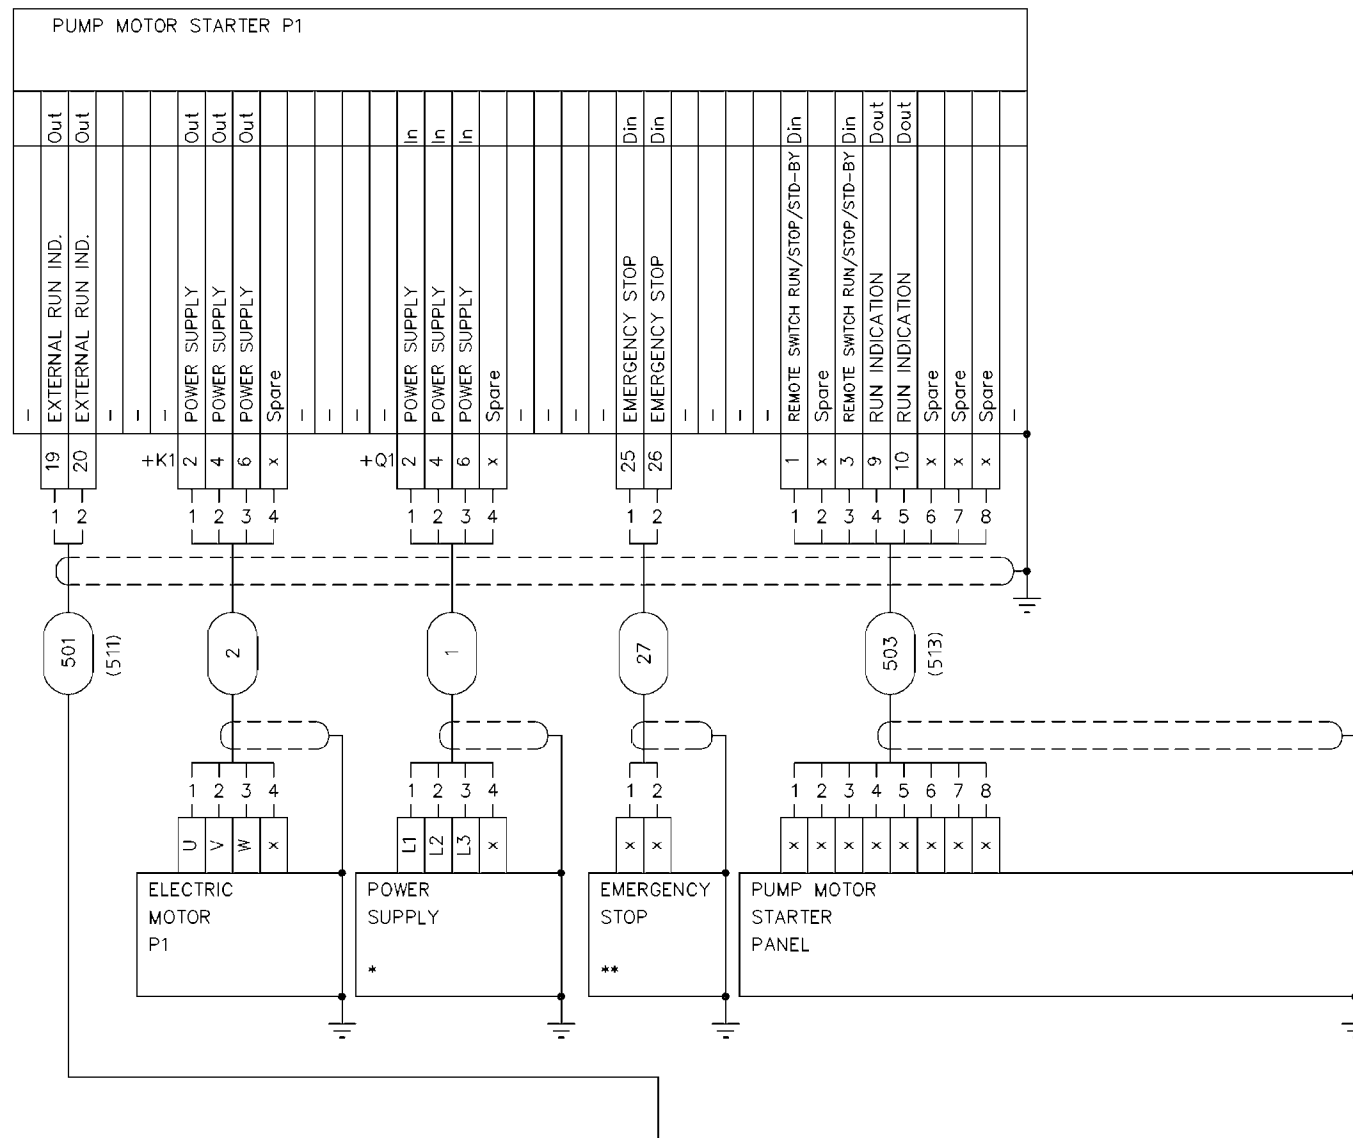 PUMP MOTOR STARTER P1
Out Out Out Out Out In In In Din Din Din Din Dout Dout
- EXTERNAL RUN IND.
EXTERNAL RUN IND.
- - -
POWER SUPPLY
POWER SUPPLY
POWER SUPPLY
Spare
- - - -
POWER SUPPLY
POWER SUPPLY
POWER SUPPLY
Spare
- - - -
EMERGENCY STOP
EMERGENCY STOP
- - - -
REMOTE SWITCH RUN/STOP/STD-BY
Spare
REMOTE SWITCH RUN/STOP/STD-BY
RUN INDICATION
RUN INDICATION
Spare
Spare
Spare
-
19 20 +K1 2 4 6 x +Q1 2 4 6 x 25 26 1 x 3 9 10 x x x
1 2 1 2 3 4 1 2 3 4 1 2 1 2 3 4 5 6 7 8
501 (511) 2 1 27 503 (513)
1 2 3 4 1 2 3 4 1 2 1 2 3 4 5 6 7 8
U V W x L1 L2 L3 x x x x x x x x x x x
ELECTRIC
MOTOR
P1
POWER
SUPPLY
*
EMERGENCY
STOP
**
PUMP MOTOR
STARTER
PANEL